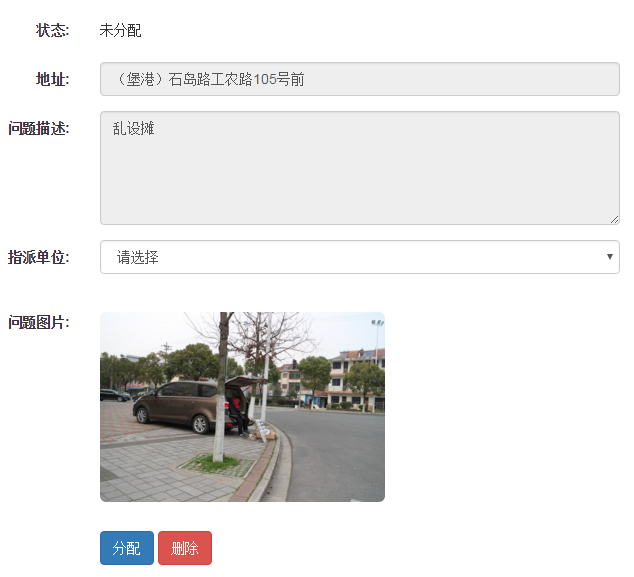 状态: 未分配
地址: （堡港）石岛路工农路105号前
问题描述: 乱设摊
指派单位: 请选择
问题图片:
分配 删除